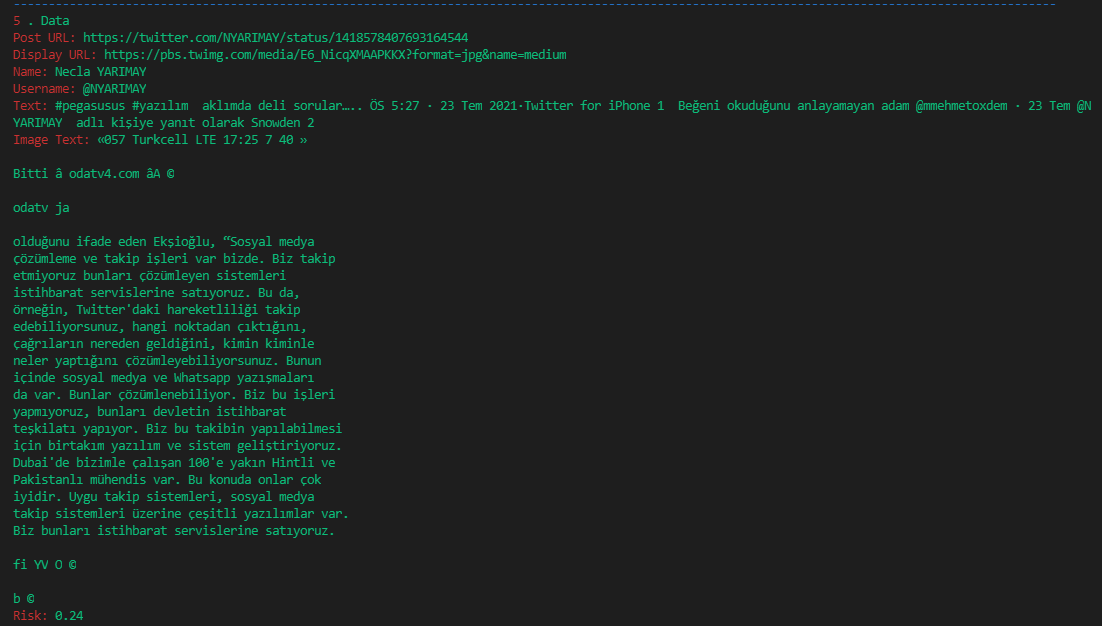 5 . Data
Post URL: https://twitter.com/NYARIMAY/status/1418578407693164544
Display URL: https://pbs.twimg.com/media/E6_NicqXMAAPKKX?format=jpg&name=medium
Name: Necla YARIMAY
Username: @NYARIMAY
Text: #pegasusus #yazılım  aklımda deli sorular….. ÖS 5:27 · 23 Tem 2021·Twitter for iPhone 1  Beğeni okuduğunu anlayamayan adam @mmehmetoxdem · 23 Tem @N
YARIMAY  adlı kişiye yanıt olarak Snowden 2
Image Text: «057 Turkcell LTE 17:25 7 40 »
Bitti â odatv4.com âA ©
odatv ja
olduğunu ifade eden Ekşioğlu, “Sosyal medya
çözümleme ve takip işleri var bizde. Biz takip
etmiyoruz bunları çözümleyen sistemleri
istihbarat servislerine satıyoruz. Bu da,
örneğin, Twitter'daki hareketliliği takip
edebiliyorsunuz, hangi noktadan çıktığını,
çağrıların nereden geldiğini, kimin kiminle
neler yaptığını çözümleyebiliyorsunuz. Bunun
içinde sosyal medya ve Whatsapp yazışmaları
da var. Bunlar çözümlenebiliyor. Biz bu işleri
yapmıyoruz, bunları devletin istihbarat
teşkilatı yapıyor. Biz bu takibin yapılabilmesi
için birtakım yazılım ve sistem geliştiriyoruz.
Dubai'de bizimle çalışan 100'e yakın Hintli ve
Pakistanlı mühendis var. Bu konuda onlar çok
iyidir. Uygu takip sistemleri, sosyal medya
takip sistemleri üzerine çeşitli yazılımlar var.
Biz bunları istihbarat servislerine satıyoruz.
fi YV O ©
b ©
Risk: 0.24